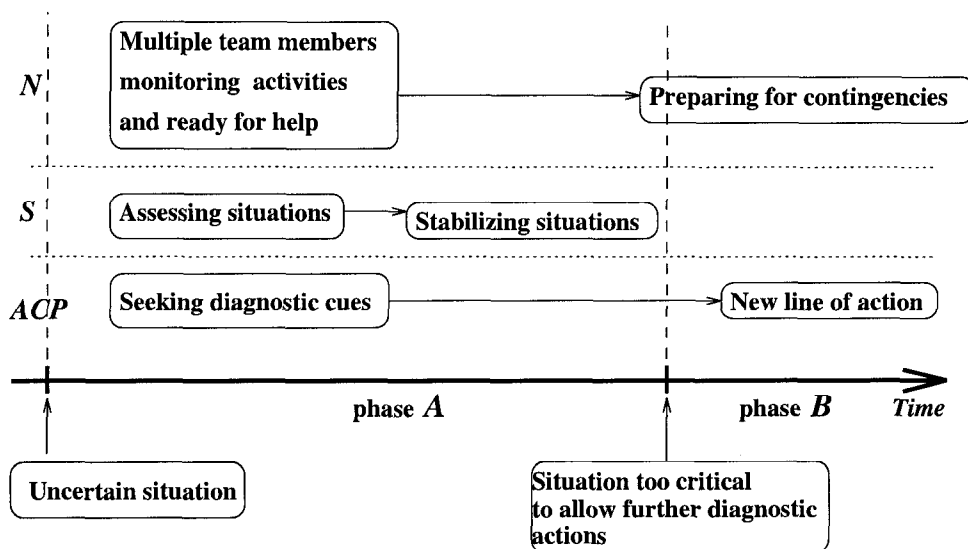 Multiple team members
monitoring activities
and ready for help
N
Preparing for contingencies
S
Assessing situations
Stabilizing situations
ACP
Seeking diagnostic cues
New line of action
phase A
phase B
Time
Uncertain situation
Situation too critical
to allow further diagnostic
actions